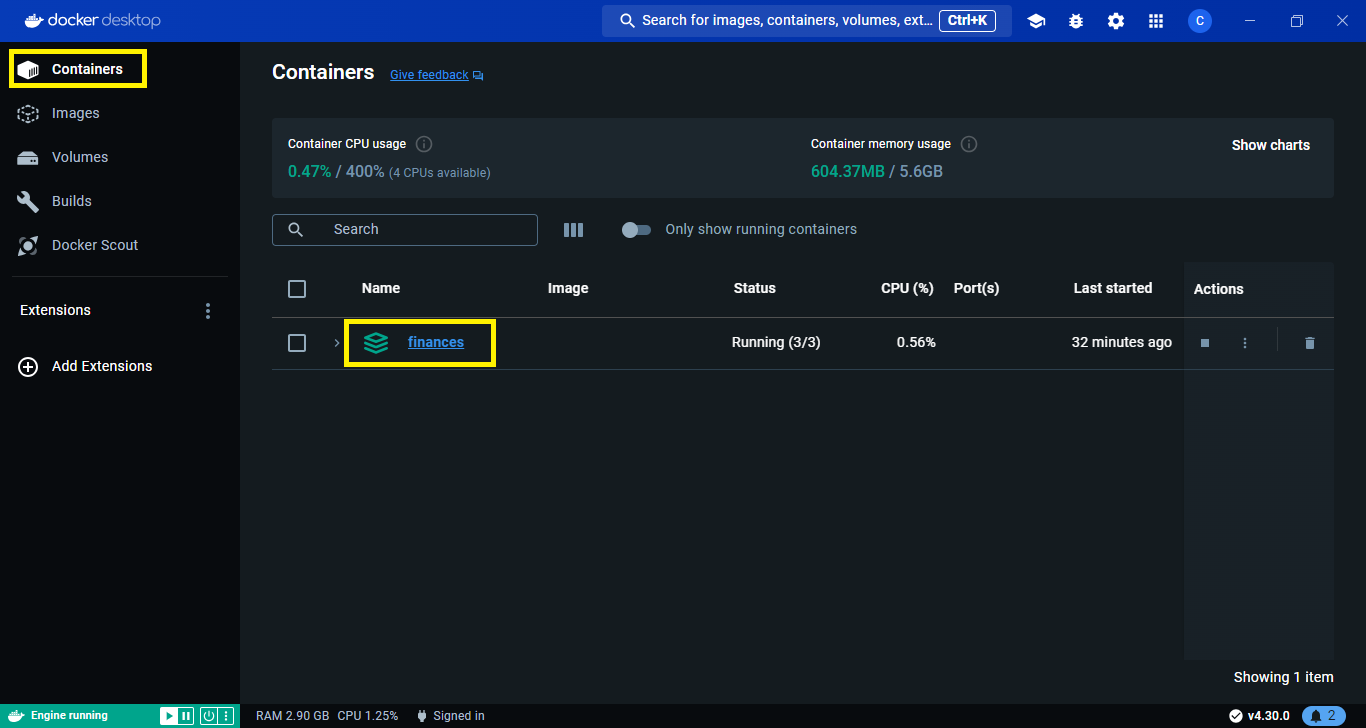 docker desktop
Search for images, containers, volumes, ext... Ctrl+K
C
Containers
Images
Volumes
Builds
Docker Scout
Extensions
Add Extensions
Containers Give feedback
Container CPU usage
0.47% / 400% (4 CPUs available)
Container memory usage
604.37MB / 5.6GB
Show charts
Search
Only show running containers
Name Image Status CPU (%) Port(s) Last started Actions
finances Running (3/3) 0.56% 32 minutes ago
Showing 1 item
Engine running
RAM 2.90 GB CPU 1.25% Signed in
v4.30.0
2